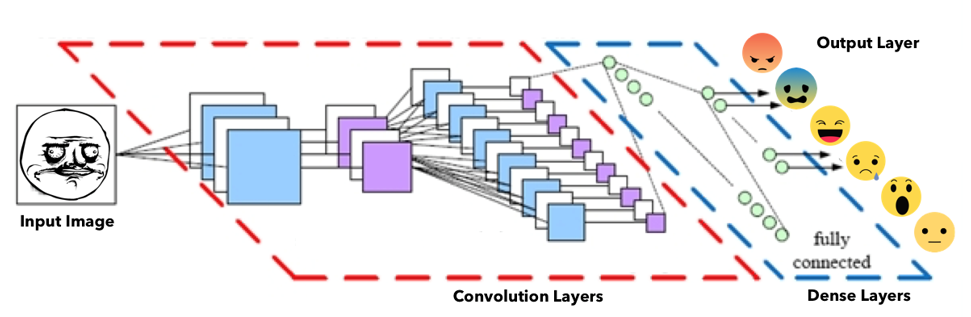 Output Layer
Input Image
fully
connected
Convolution Layers
Dense Layers